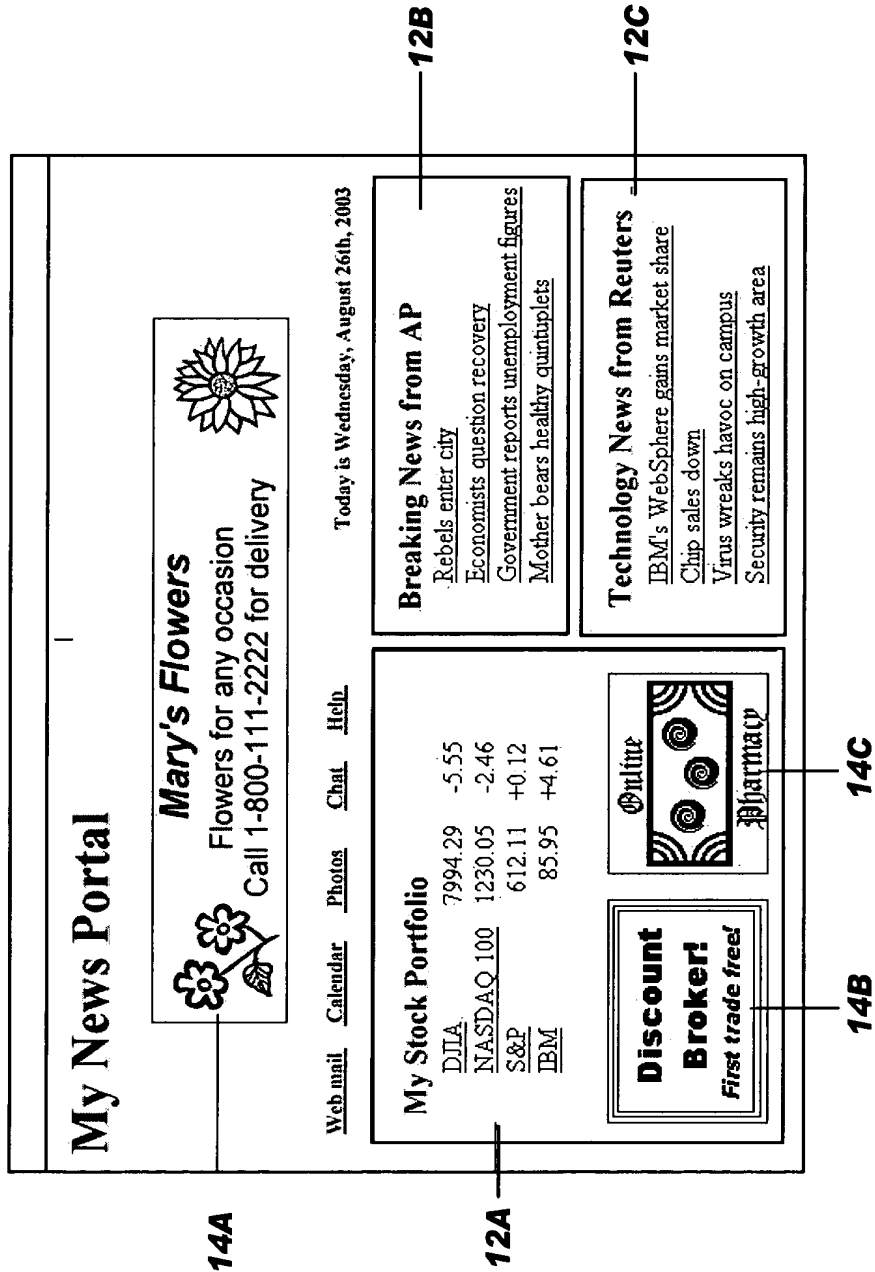 My News Portal
Mary's Flowers
Flowers for any occasion
Call 1-800-111-2222 for delivery
Web mail Calendar Photos Chat Help
Today is Wednesday, August 26th, 2003
My Stock Portfolio
DJIA 7994.29 -5.55
NASDAQ 100 1230.05 -2.46
S&P 612.11 +0.12
IBM 85.95 +4.61
Discount
Broker!
First trade free!
Online
Pharmacy
Breaking News from AP
Rebels enter city
Economists question recovery
Government reports unemployment figures
Mother bears healthy quintuplets
Technology News from Reuters
IBM's WebSphere gains market share
Chip sales down
Virus wreaks havoc on campus
Security remains high-growth area
14A
12A
14B
14C
12B
12C